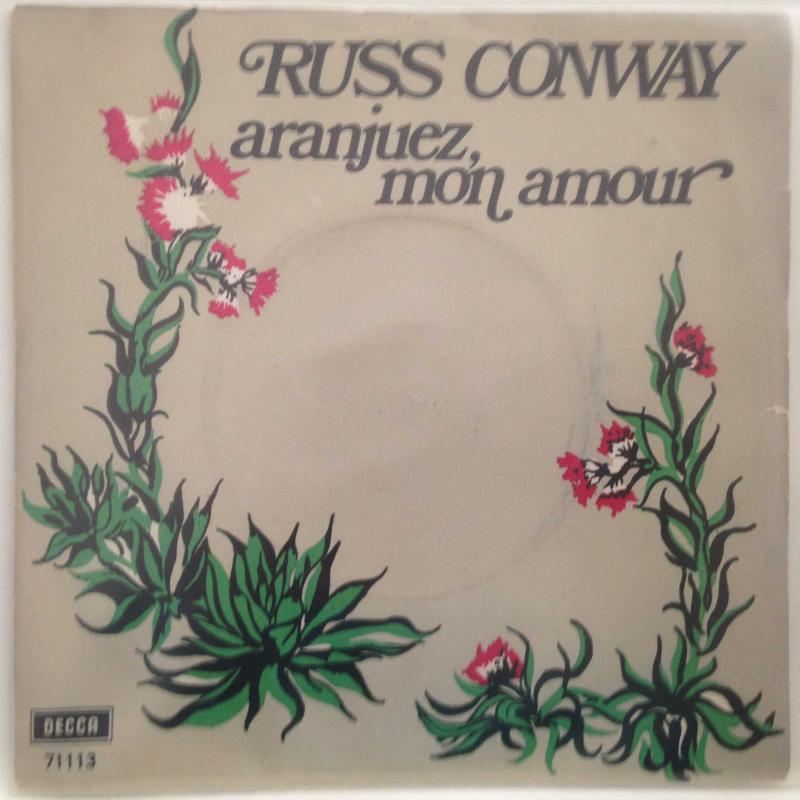 RUSS CONWAY
aranjuez,
mon amour
DECCA
71113